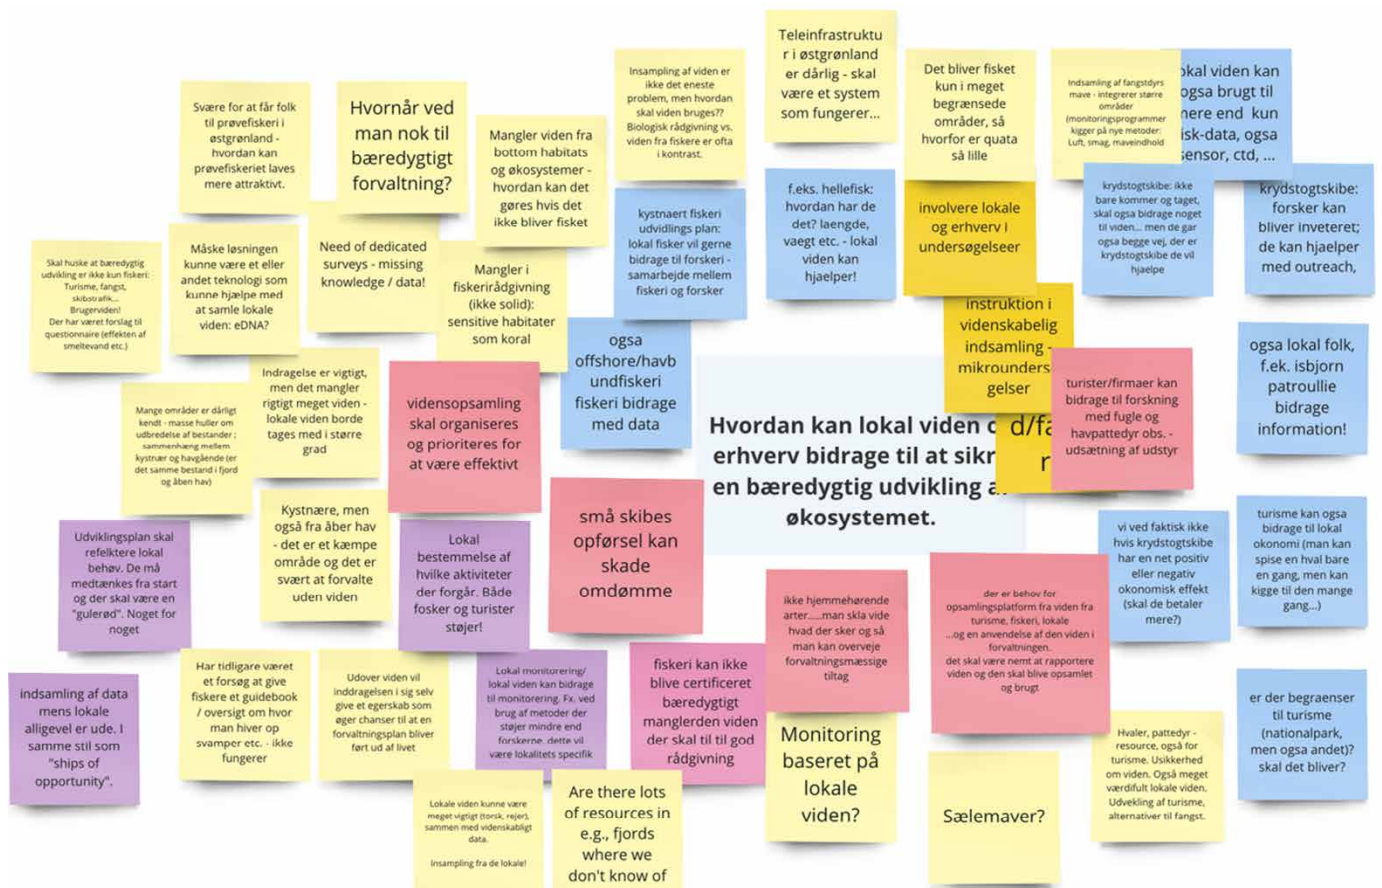 Teleinfrastruktu
r i østgrønland
er dårlig - skal
være et system
som fungerer...
Insampling af viden er
ikke det eneste
problem, men hvordan
skal viden bruges??
Biologisk rådgivning vs.
viden fra fiskere er ofta
i kontrast.
Det bliver fisket
kun i meget
begrænsede
områder, så
hvorfor er quata
så lille
Indsamling af fangstdyrs
mave - integrerer større
områder
(monitoringsprogrammer
kigger på nye metoder:
Luft, smag, maveindhold
okal viden kan
ogsa brugt til
mere end kun
isk-data, ogsa
sensor, ctd, ...
Svære for at får folk
til prøvefiskeri i
østgrønland -
hvordan kan
prøvefiskeriet laves
mere attraktivt.
Hvornår ved
man nok til
bæredygtigt
forvaltning?
Mangler viden fra
bottom habitats
og økosystemer -
hvordan kan det
gøres hvis det
ikke bliver fisket
kystnaert fiskeri
udvidlings plan:
lokal fisker vil gerne
bidrage til forskeri -
samarbejde mellem
fiskeri og forsker
f.eks. hellefisk:
hvordan har de
det? laengde,
vaegt etc. - lokal
viden kan
hjaelper!
involvere lokale
og erhverv i
undersøgelseer
krydstogtskibe: ikke
bare kommer og taget,
skal ogsa bidrage noget
til viden... men de gar
ogsa begge vej, der er
krydstogtskibe de vil
hjaelpe
krydstogtskibe:
forsker kan
bliver inveteret;
de kan hjaelper
med outreach,
Skal huske at bæredygtig
udvikling er ikke kun fiskeri:
Turisme, fangst,
skibstrafik...
Brugerviden!
Der har været forslag til
questionnaire (effekten af
smeltevand etc.)
Måske løsningen
kunne være et eller
andet teknologi som
kunne hjælpe med
at samle lokale
viden: eDNA?
Need of dedicated
surveys - missing
knowledge / data!
Mangler i
fiskerirådgivning
(ikke solid):
sensitive habitater
som koral
ogsa
offshore/havb
undfiskeri
fiskeri bidrage
med data
instruktion i
videnskabelig
indsamling -
mikrounders
gelser
ogsa lokal folk,
f.ek. isbjorn
patroullie
bidrage
information!
Mange områder er dårligt
kendt - masse huller om
udbredelse af bestander ;
sammenhæng mellem
kystnær og havgående (er
det samme bestand i fjord
og åben hav)
Indragelse er vigtigt,
men det mangler
rigtigt meget viden -
lokale viden borde
tages med i større
grad
vidensopsamling
skal organiseres
og prioriteres for
at være effektivt
Hvordan kan lokal viden
erhverv bidrage til at sikr
en bæredygtig udvikling a
økosystemet.
turister/firmaer kan
bidrage til forskning
med fugle og
havpattedyr obs. -
udsætning af udstyr
Udviklingsplan skal
refelktere lokal
behøv. De må
medtænkes fra start
og der skal være en
"gulerød". Noget for
noget
Kystnære, men
også fra åber hav
- det er et kæmpe
område og det er
svært at forvalte
uden viden
Lokal
bestemmelse af
hvilke aktiviteter
der forgår. Både
fosker og turister
støjer!
små skibes
opførsel kan
skade
omdømme
ikke hjemmehørende
arter.....man skla vide
hvad der sker og så
man kan overveje
forvaltningsmæssige
tiltag
der er behov for
opsamlingsplatform fra viden fra
turisme, fiskeri, lokale
...og en anvendelse af den viden i
forvaltningen.
det skal være nemt at rapportere
viden og den skal blive opsamlet
og brugt
vi ved faktisk ikke
hvis krydstogtskibe
har en net positiv
eller negativ
okonomisk effekt
(skal de betaler
mere?)
turisme kan ogsa
bidrage til lokal
okonomi (man kan
spise en hval bare
en gang, men kan
kigge til den mange
gang...)
indsamling af data
mens lokale
alligevel er ude. I
samme stil som
"ships of
opportunity".
Har tidligare været
et forsøg at give
fiskere et guidebook
/ oversigt om hvor
man hiver op
svamper etc. - ikke
fungerer
Udover viden vil
inddragelsen i sig selv
give et egerskab som
øger chanser til at en
forvaltningsplan bliver
ført ud af livet
Lokal monitorering/
lokal viden kan bidrage
til monitorering. Fx. ved
brug af metoder der
støjer mindre end
forskerne. dette vil
være lokalitets specifik
fiskeri kan ikke
blive certificeret
bæredygtigt
manglerden viden
der skal til til god
rådgivning
Monitoring
baseret på
lokale
viden?
Sælemaver?
Hvaler, pattedyr -
resource, også for
turisme. Usikkerhed
om viden. Også meget
værdifult lokale viden.
Udvekling af turisme,
alternativer til fangst.
er der begraenser
til turisme
(nationalpark,
men ogsa andet)?
skal det bliver?
Lokale viden kunne være
meget vigtigt (torsk, rejer),
sammen med videnskabligt
data.
Insampling fra de lokale!
Are there lots
of resources in
e.g., fjords
where we
don't know of